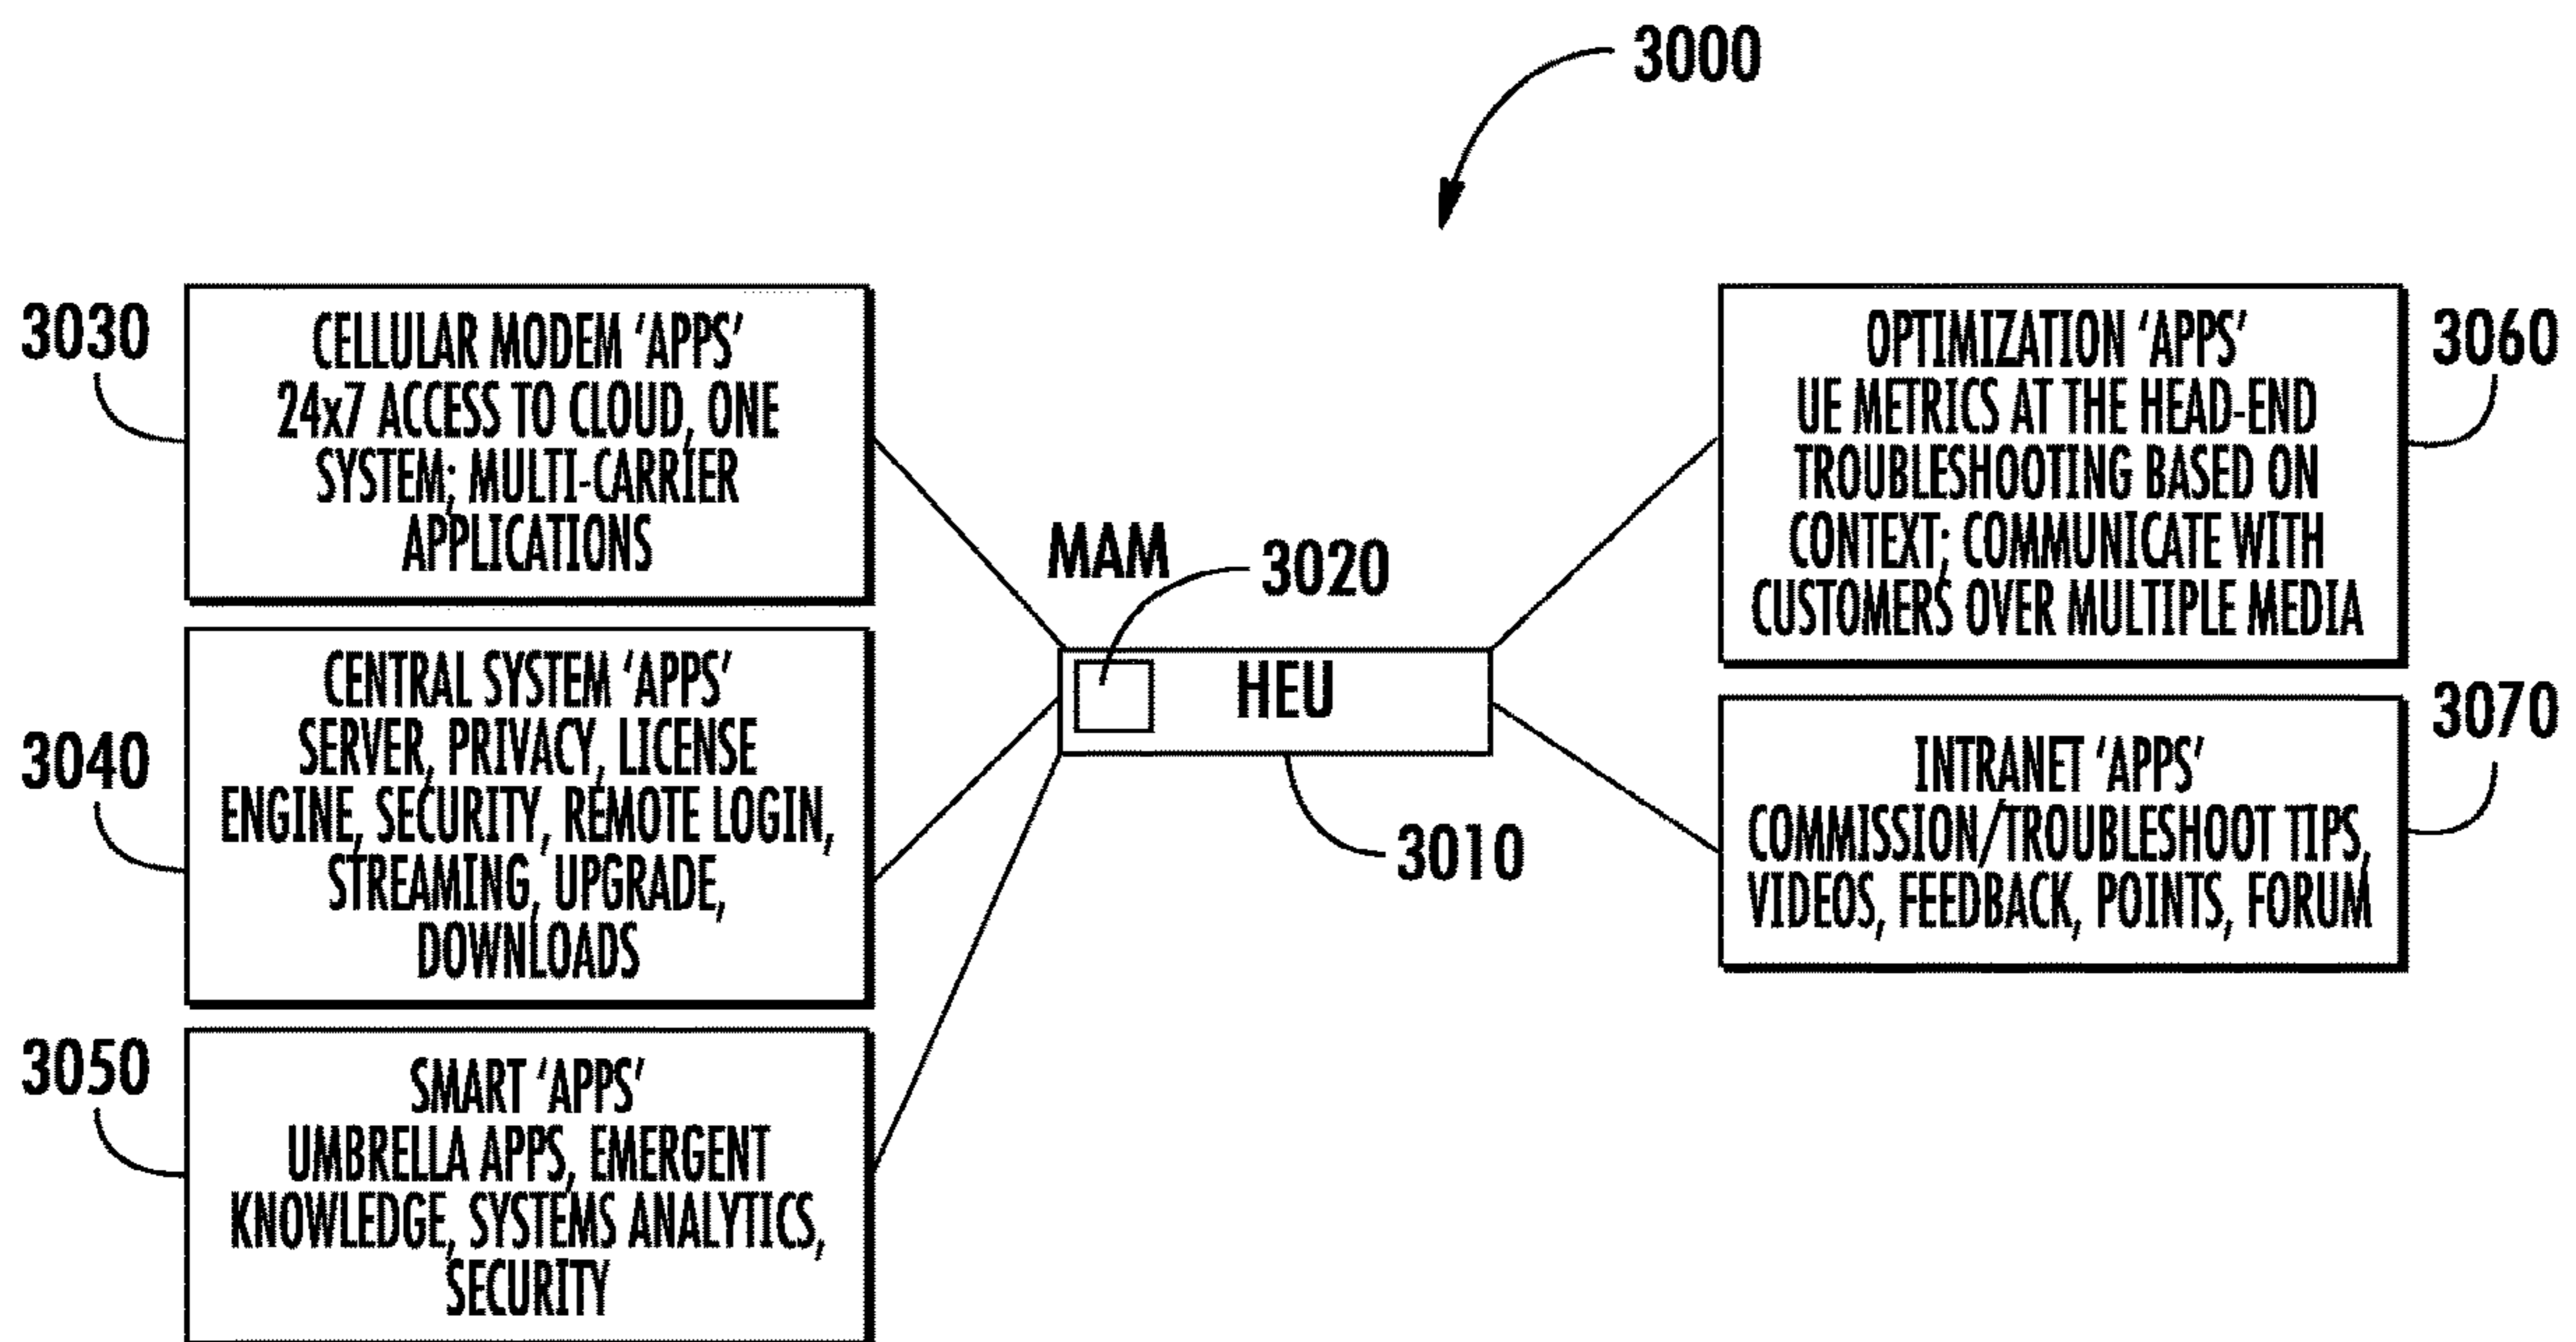 3000
3030
CELLULAR MODEM 'APPS'
24x7 ACCESS TO CLOUD, ONE
SYSTEM; MULTI-CARRIER
APPLICATIONS
3040
CENTRAL SYSTEM 'APPS'
SERVER, PRIVACY, LICENSE
ENGINE, SECURITY, REMOTE LOGIN,
STREAMING, UPGRADE,
DOWNLOADS
3050
SMART 'APPS'
UMBRELLA APPS, EMERGENT
KNOWLEDGE, SYSTEMS ANALYTICS,
SECURITY
MAM
3020
HEU
3010
3060
OPTIMIZATION 'APPS'
UE METRICS AT THE HEAD-END
TROUBLESHOOTING BASED ON
CONTEXT; COMMUNICATE WITH
CUSTOMERS OVER MULTIPLE MEDIA
3070
INTRANET 'APPS'
COMMISSION/TROUBLESHOOT TIPS,
VIDEOS, FEEDBACK, POINTS, FORUM